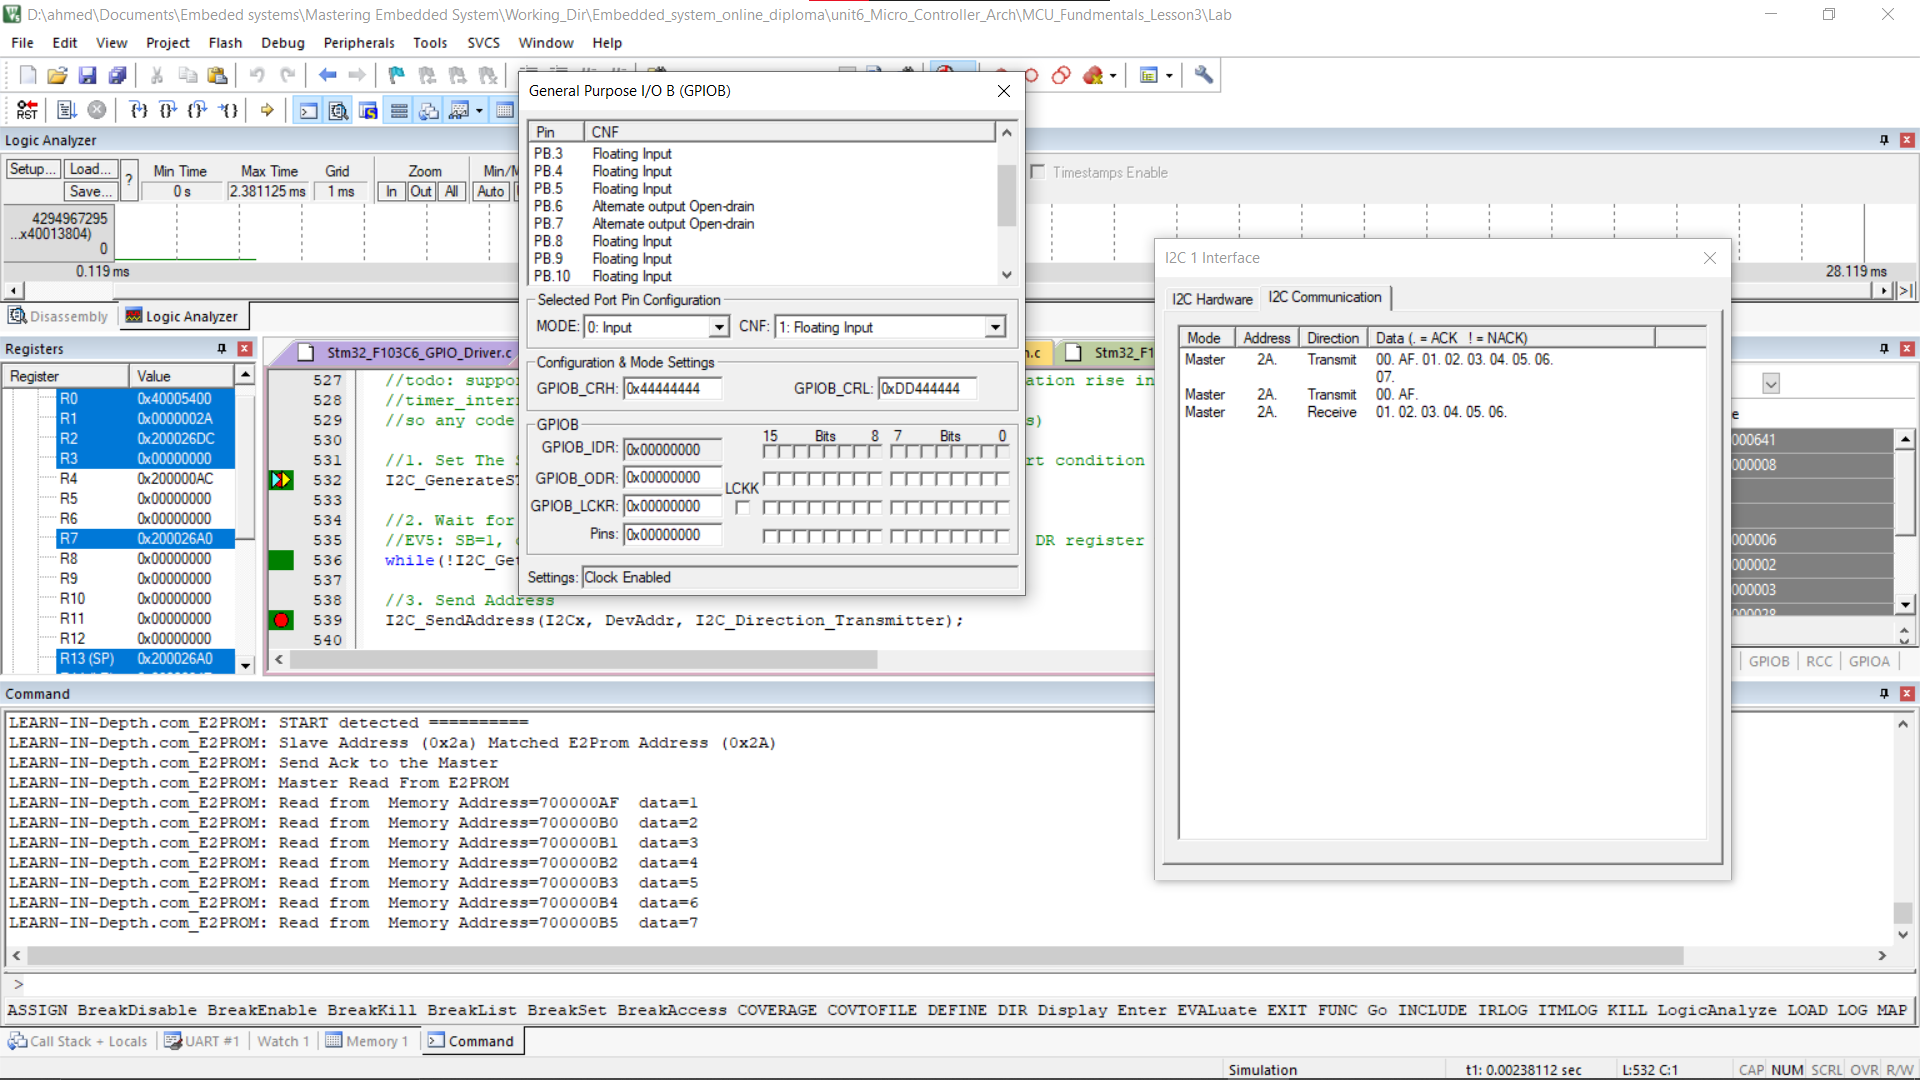 D:\ahmed\Documents\Embeded systems\Mastering Embedded System\Working_Dir\Embedded_system_online_diploma\unit6_Micro_Controller_Arch\MCU_Fundmentals_Lesson3\Lab
File Edit View Project Flash Debug Peripherals Tools SVCS Window Help
RST
Logic Analyzer
Setup... Load... Min Time Max Time Grid Zoom Min/M
Save... ? 0 s 2.381125 ms 1 ms In Out All Auto
Timestamps Enable
4294967295
...x40013804)
0
0.119 ms
28.119 ms
Disassembly Logic Analyzer
Registers
Register Value
R0 0x40005400
R1 0x0000002A
R2 0x200026DC
R3 0x00000000
R4 0x200000AC
R5 0x00000000
R6 0x00000000
R7 0x200026A0
R8 0x00000000
R9 0x00000000
R10 0x00000000
R11 0x00000000
R12 0x00000000
R13 (SP) 0x200026A0
Stm32_F103C6_GPIO_Driver.c
n.c
Stm32_F1
527 //todo: suppo
ation rise in
528 //timer_inter
529 //so any code
s)
530
531 //1. Set The S
rt condition
532 I2C_GenerateST
533
534 //2. Wait for
535 //EV5: SB=1, c
DR register
536 while(!I2C_Get
537
538 //3. Send Address
539 I2C_SendAddress(I2Cx, DevAddr, I2C_Direction_Transmitter);
540
General Purpose I/O B (GPIOB)
Pin CNF
PB.3 Floating Input
PB.4 Floating Input
PB.5 Floating Input
PB.6 Alternate output Open-drain
PB.7 Alternate output Open-drain
PB.8 Floating Input
PB.9 Floating Input
PB.10 Floating Input
Selected Port Pin Configuration
MODE: 0: Input CNF: 1: Floating Input
Configuration & Mode Settings
GPIOB_CRH: 0x44444444 GPIOB_CRL: 0xDD444444
GPIOB
15 Bits 8 7 Bits 0
GPIOB_IDR: 0x00000000
GPIOB_ODR: 0x00000000
LCKK
GPIOB_LCKR: 0x00000000
Pins: 0x00000000
Settings: Clock Enabled
I2C 1 Interface
I2C Hardware I2C Communication
Mode Address Direction Data (. = ACK ! = NACK)
Master 2A. Transmit 00. AF. 01. 02. 03. 04. 05. 06.
07.
Master 2A. Transmit 00. AF.
Master 2A. Receive 01. 02. 03. 04. 05. 06.
e
000641
000008
000006
000002
000003
000028
GPIOB RCC GPIOA
Command
LEARN-IN-Depth.com_E2PROM: START detected ==========
LEARN-IN-Depth.com_E2PROM: Slave Address (0x2a) Matched E2Prom Address (0x2A)
LEARN-IN-Depth.com_E2PROM: Send Ack to the Master
LEARN-IN-Depth.com_E2PROM: Master Read From E2PROM
LEARN-IN-Depth.com_E2PROM: Read from Memory Address=700000AF data=1
LEARN-IN-Depth.com_E2PROM: Read from Memory Address=700000B0 data=2
LEARN-IN-Depth.com_E2PROM: Read from Memory Address=700000B1 data=3
LEARN-IN-Depth.com_E2PROM: Read from Memory Address=700000B2 data=4
LEARN-IN-Depth.com_E2PROM: Read from Memory Address=700000B3 data=5
LEARN-IN-Depth.com_E2PROM: Read from Memory Address=700000B4 data=6
LEARN-IN-Depth.com_E2PROM: Read from Memory Address=700000B5 data=7
>
ASSIGN BreakDisable BreakEnable BreakKill BreakList BreakSet BreakAccess COVERAGE COVTOFILE DEFINE DIR Display Enter EVALuate EXIT FUNC Go INCLUDE IRLOG ITMLOG KILL LogicAnalyze LOAD LOG MAP
Call Stack + Locals UART #1 Watch 1 Memory 1 Command
Simulation t1: 0.00238112 sec L:532 C:1 CAP NUM SCRL OVR R/W